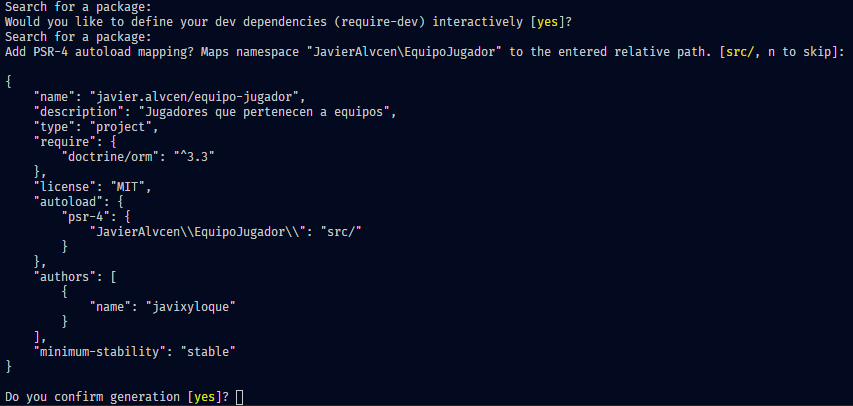 Search for a package:
Would you like to define your dev dependencies (require-dev) interactively [yes]?
Search for a package:
Add PSR-4 autoload mapping? Maps namespace "JavierAlvcen\EquipoJugador" to the entered relative path. [src/, n to skip]:
{
    "name": "javier.alvcen/equipo-jugador",
    "description": "Jugadores que pertenecen a equipos",
    "type": "project",
    "require": {
        "doctrine/orm": "^3.3"
    },
    "license": "MIT",
    "autoload": {
        "psr-4": {
            "JavierAlvcen\\EquipoJugador\\": "src/"
        }
    },
    "authors": [
        {
            "name": "javixyloque"
        }
    ],
    "minimum-stability": "stable"
}
Do you confirm generation [yes]?